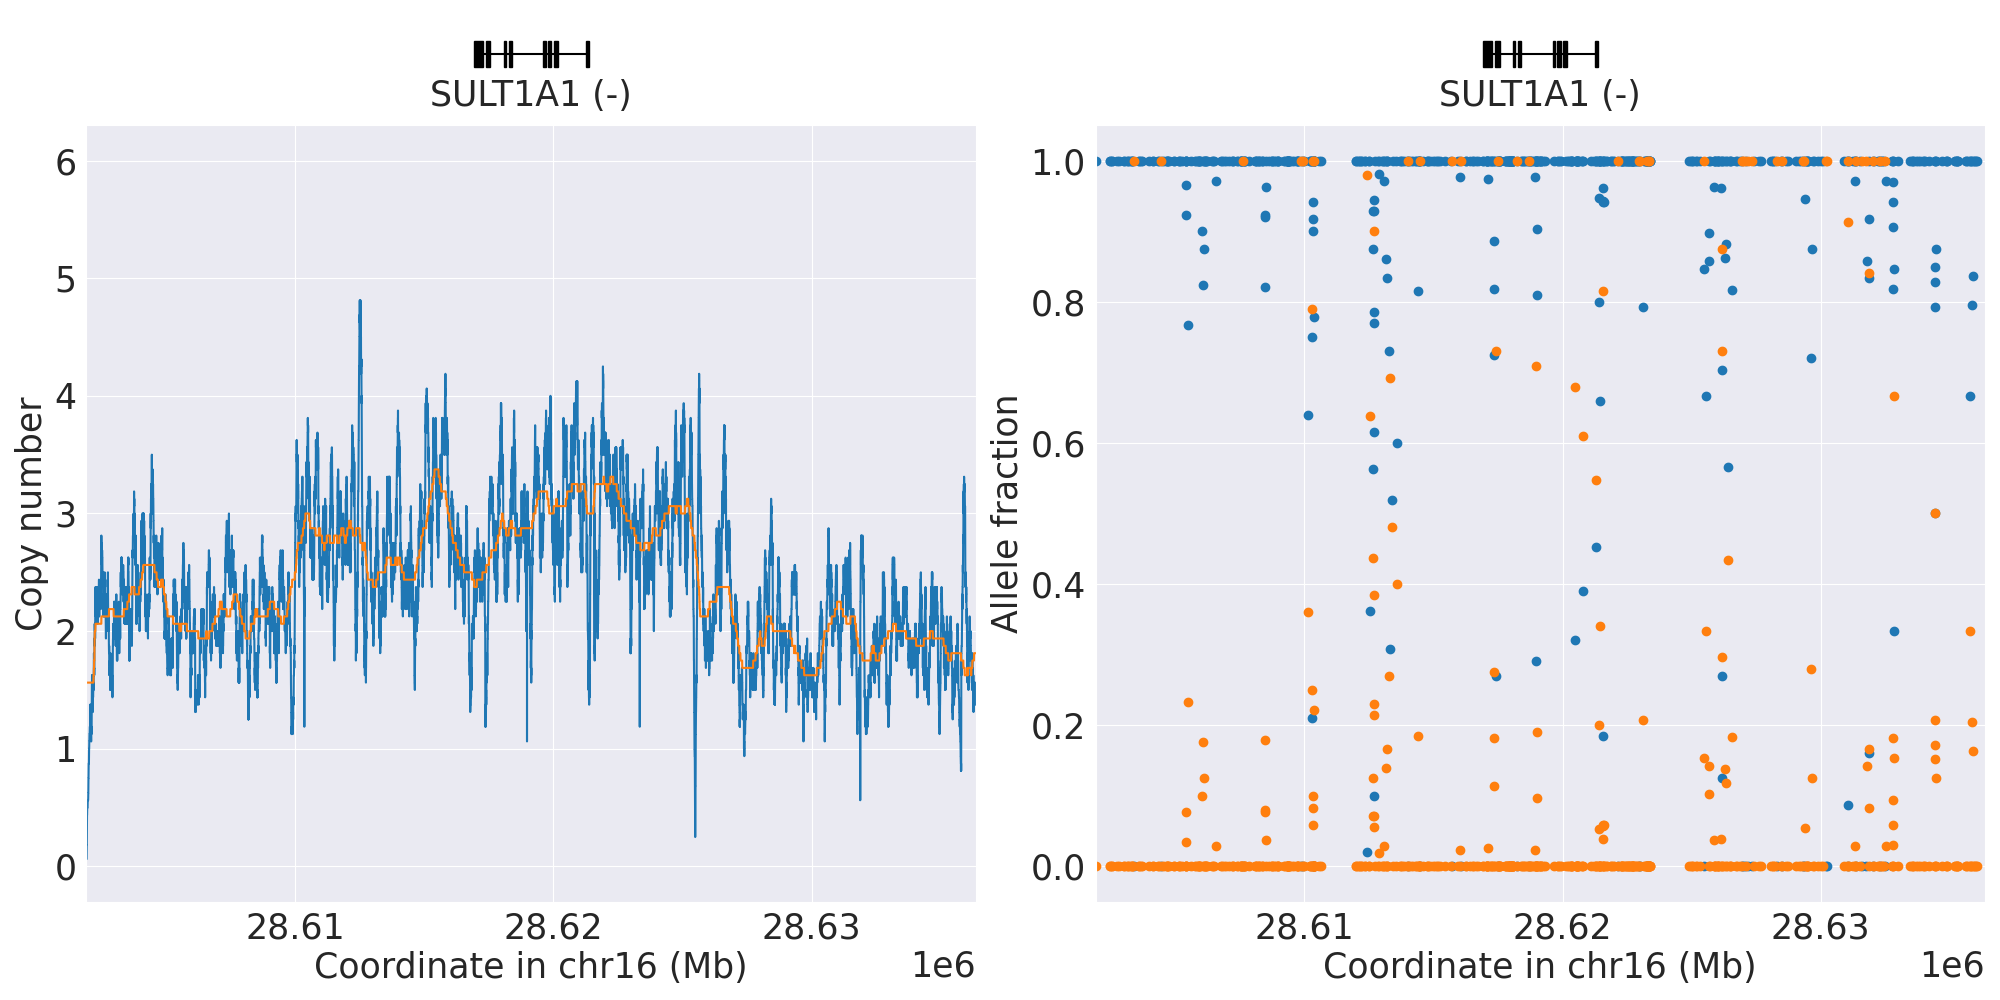 SULT1A1 (-)
6
5
4
3
2
1
0
Copy number
28.61
28.62
28.63
Coordinate in chr16 (Mb)
1e6
SULT1A1 (-)
1.0
0.8
0.6
0.4
0.2
0.0
Allele fraction
28.61
28.62
28.63
Coordinate in chr16 (Mb)
1e6